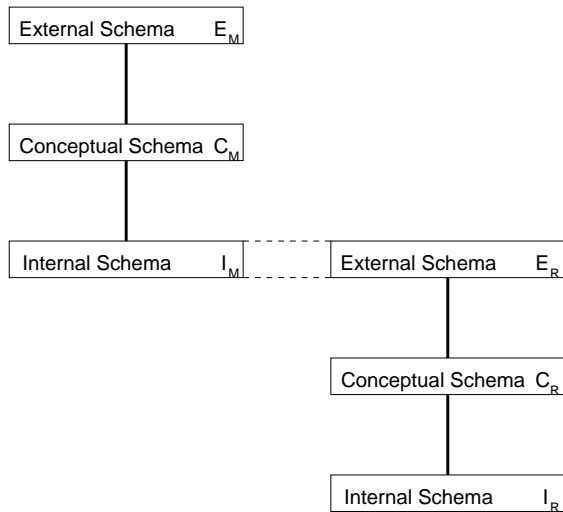 External Schema E_M
Conceptual Schema C_M
Internal Schema I_M
External Schema E_R
Conceptual Schema C_R
Internal Schema I_R